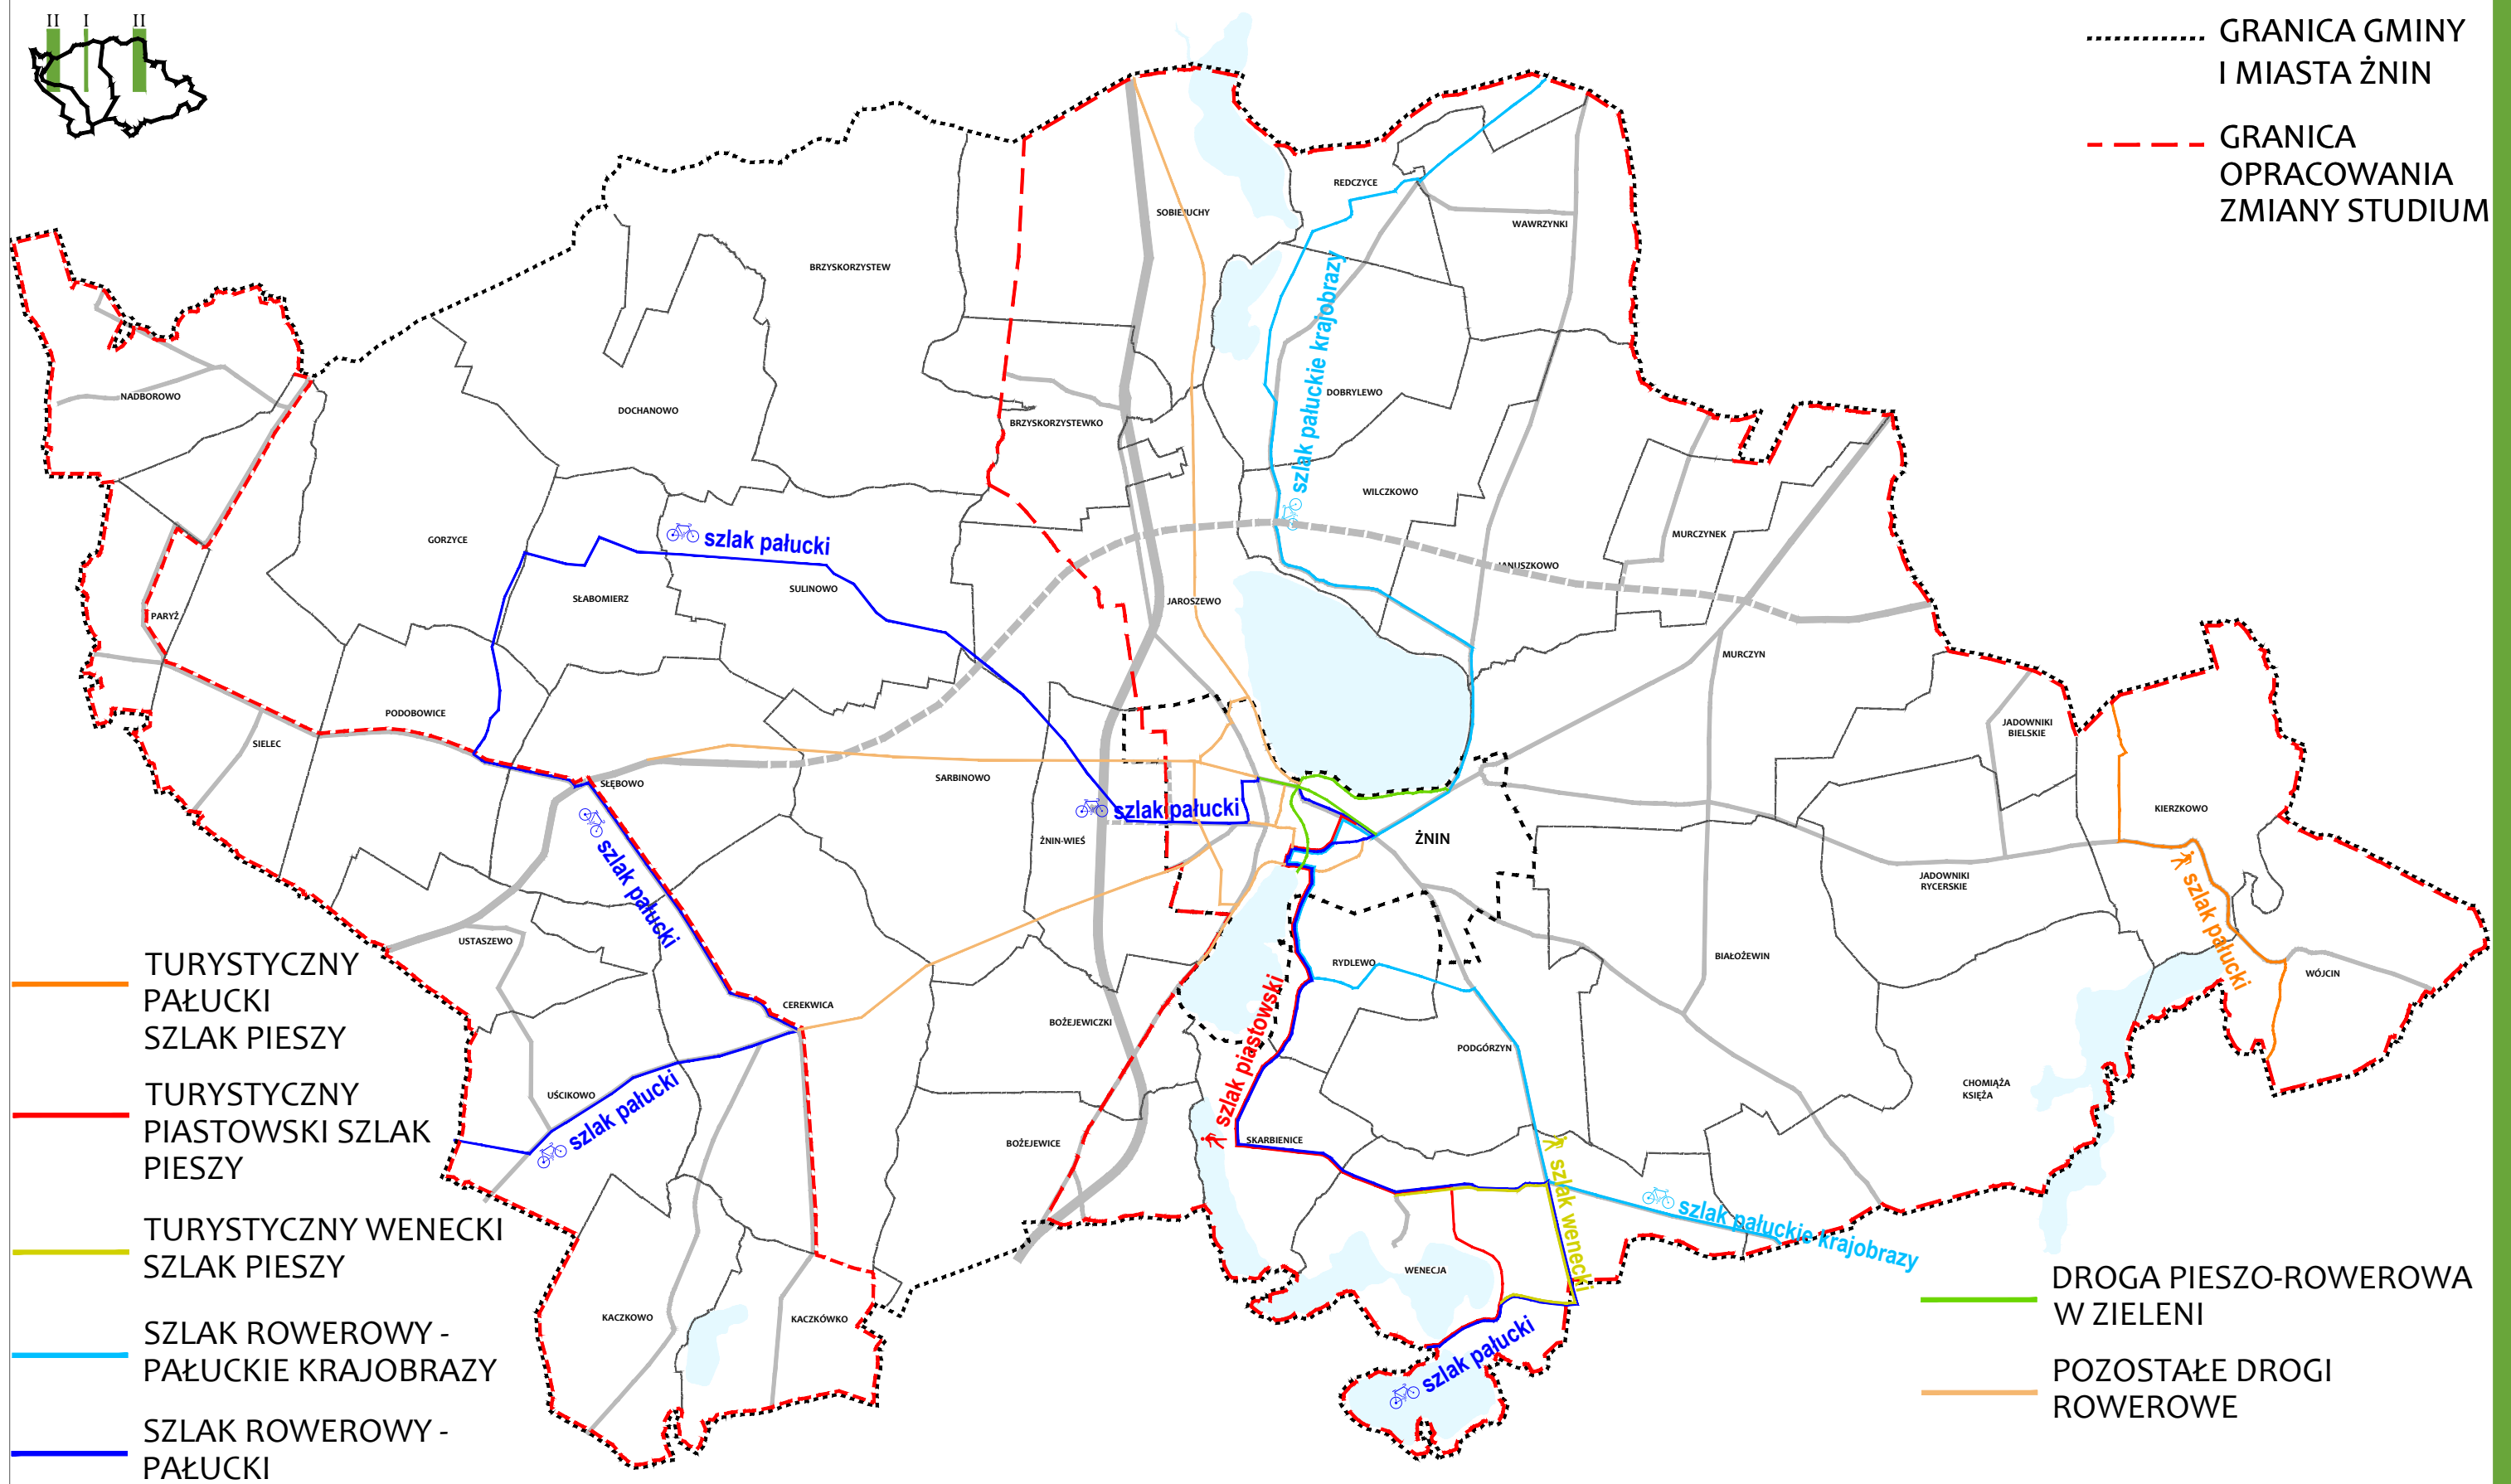 II I II
GRANICA GMINY
I MIASTA ŻNIN
GRANICA
OPRACOWANIA
ZMIANY STUDIUM
REDCZYCE
SOBIEJUCHY
WAWRZYNKI
BRZYSKORZYSTEW
szlak pałuckie krajobrazy
NADBOROWO
DOCHANOWO
DOBRYLEWO
BRZYSKORZYSTEWKO
WILCZKOWO
GORZYCE
szlak pałucki
MURCZYNEK
JANUSZKOWO
SŁABOMIERZ
SULINOWO
JAROSZEWO
PARYŻ
MURCZYN
PODOBOWICE
SIELEC
JADOWNIKI
BIELSKIE
SŁĘBOWO
SARBINOWO
szlak pałucki
KIERZKOWO
ŻNIN-WIEŚ
ŻNIN
szlak pałucki
JADOWNIKI
RYCERSKIE
szlak pałucki
USTASZEWO
RYDLEWO
BIAŁOŻEWIN
WÓJCIN
CEREKWICA
BOŻEJEWICZKI
szlak piastowski
PODGÓRZYN
UŚCIKOWO
szlak pałucki
CHOMIĄŻA
KSIĘŻA
BOŻEJEWICE
SKARBIENICE
szlak wenecki
szlak pałuckie krajobrazy
WENECJA
KACZKOWO
KACZKÓWKO
szlak pałucki
TURYSTYCZNY
PAŁUCKI
SZLAK PIESZY
TURYSTYCZNY
PIASTOWSKI SZLAK
PIESZY
TURYSTYCZNY WENECKI
SZLAK PIESZY
SZLAK ROWEROWY -
PAŁUCKIE KRAJOBRAZY
SZLAK ROWEROWY -
PAŁUCKI
DROGA PIESZO-ROWEROWA
W ZIELENI
POZOSTAŁE DROGI
ROWEROWE